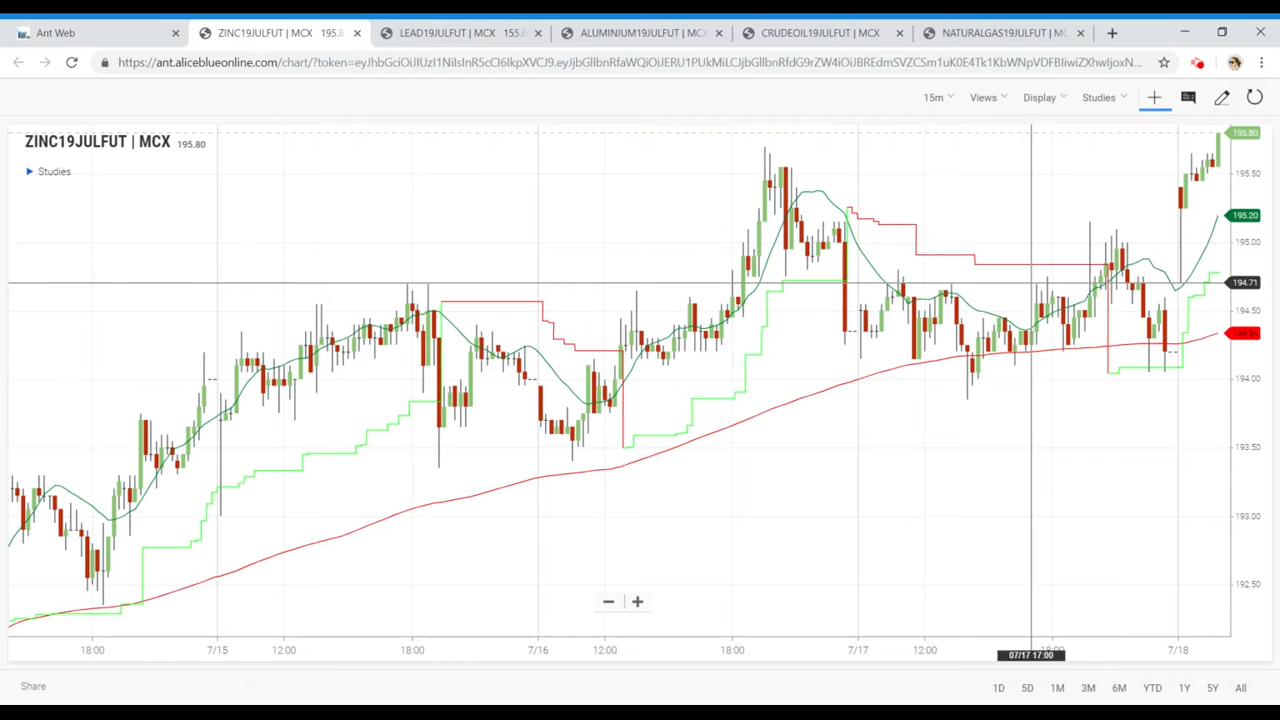 Ant Web
ZINC19JULFUT | MCX 195.8
LEAD19JULFUT | MCX 155.
ALUMINIUM19JULFUT | MCX
CRUDEOIL19JULFUT | MCX
NATURALGAS19JULFUT | MC
15m Views Display Studies
ZINC19JULFUT | MCX 195.80
Studies
195.80
195.50
195.20
195.00
194.71
194.50
194.00
193.50
193.00
192.50
18:00 7/15 12:00 18:00 7/16 12:00 18:00 7/17 12:00 18:00 7/18
07/17 17:00
Share
1D 5D 1M 3M 6M YTD 1Y 5Y All